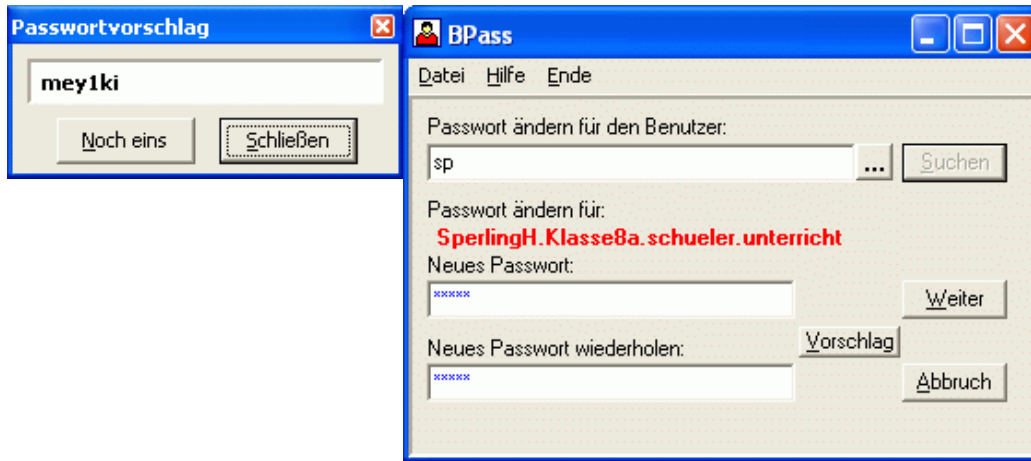 Passwortvorschlag
mey1ki
Noch eins
Schließen
BPass
Datei Hilfe Ende
Passwort ändern für den Benutzer:
sp ... Suchen
Passwort ändern für:
SperlingH.Klasse8a.schueler.unterricht
Neues Passwort:
***** Weiter
Vorschlag
Neues Passwort wiederholen:
***** Abbruch